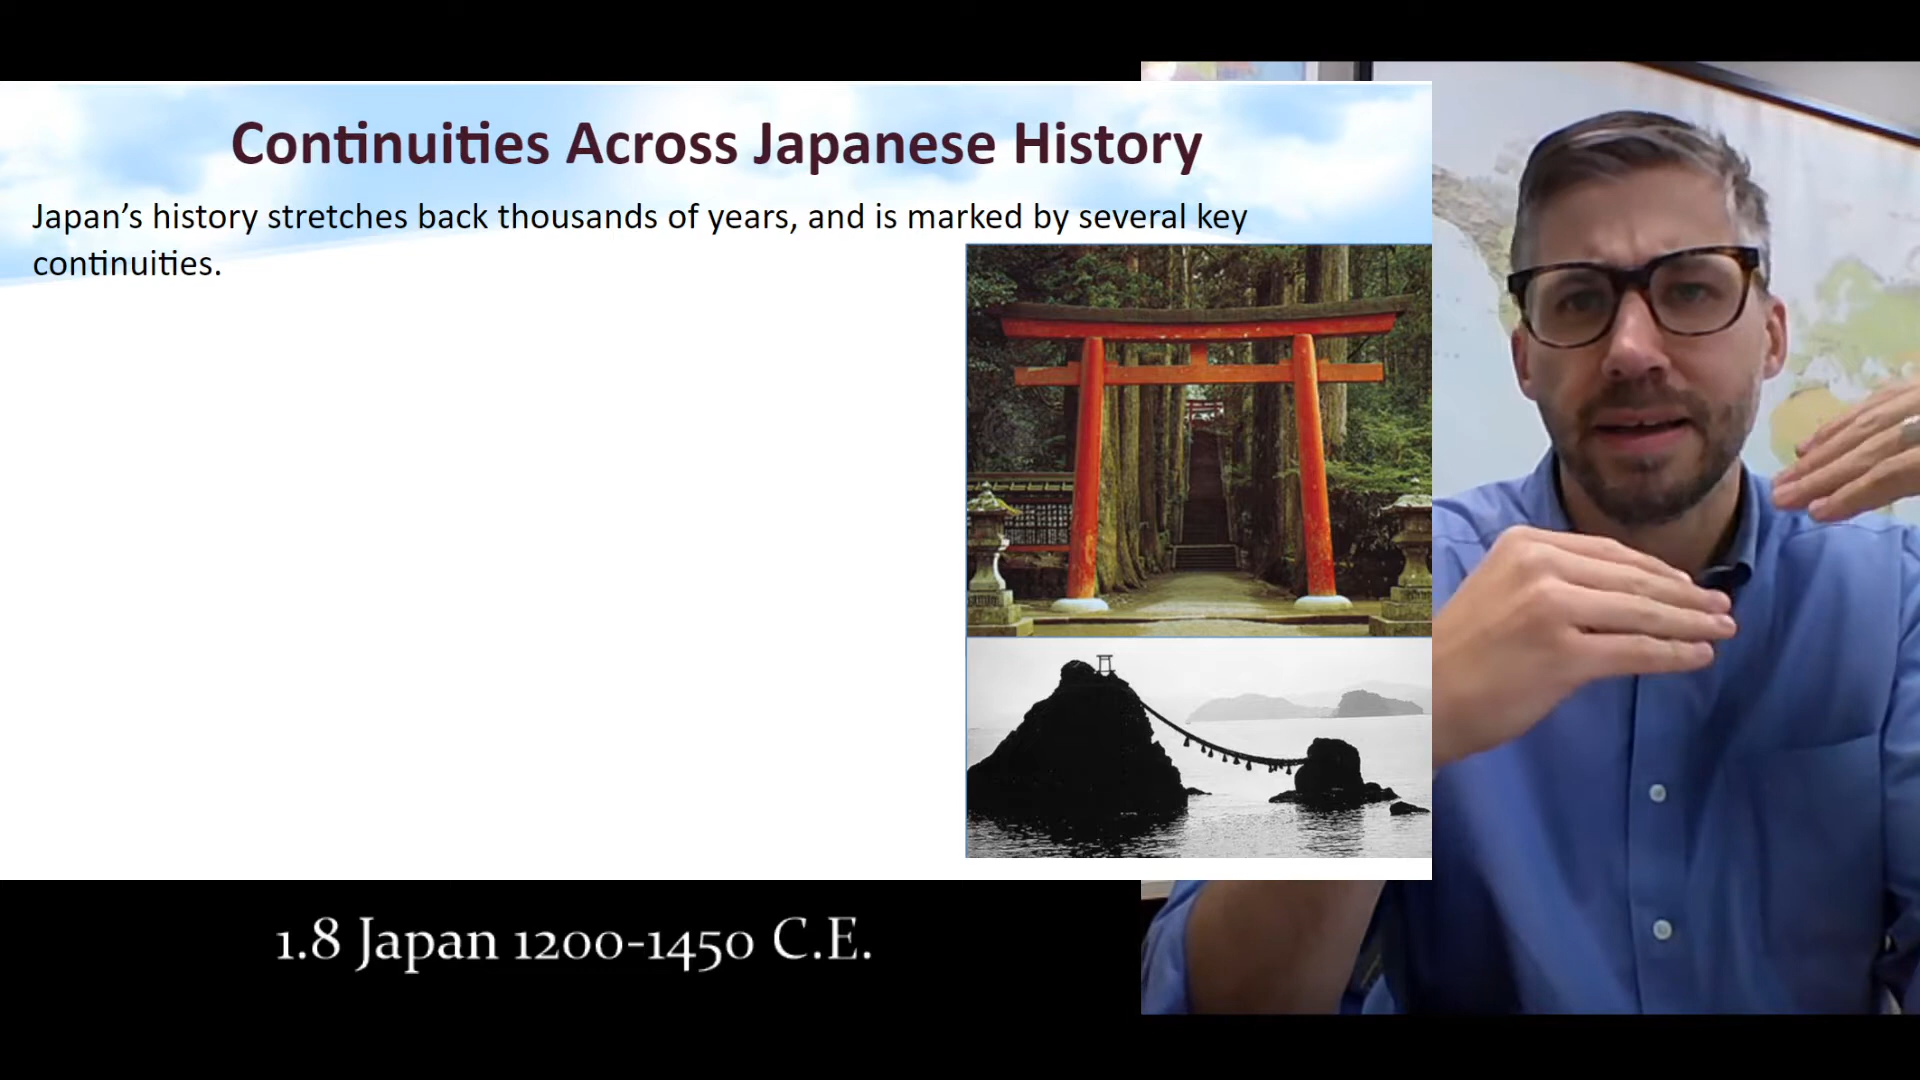 Continuities Across Japanese History
Japan’s history stretches back thousands of years, and is marked by several key
continuities.
1.8 Japan 1200-1450 C.E.